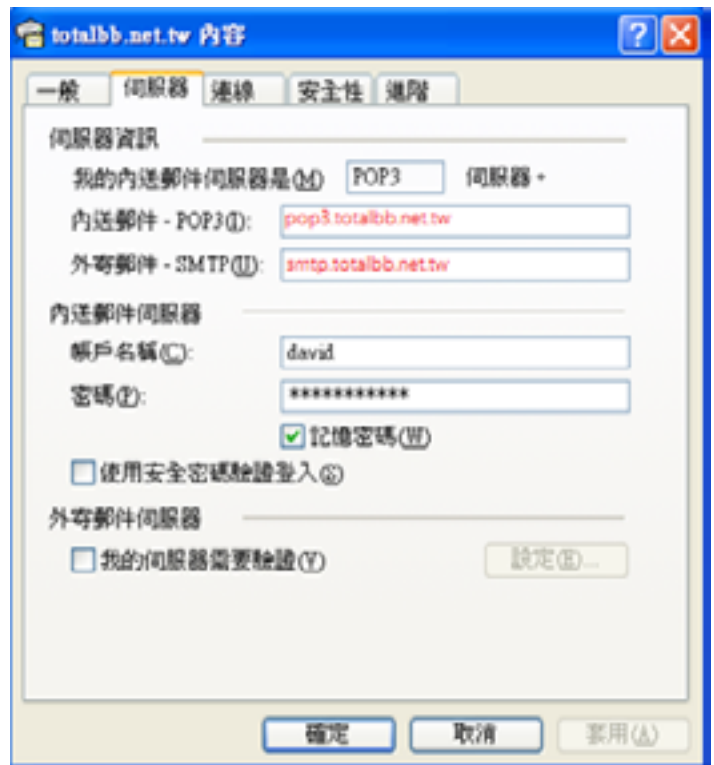 totalbb.net.tw 內容
一般 伺服器 連線 安全性 進階
伺服器資訊
我的內送郵件伺服器是(M) POP3 伺服器。
內送郵件 - POP3(I): pop3.totalbb.net.tw
外寄郵件 - SMTP(U): smtp.totalbb.net.tw
內送郵件伺服器
帳戶名稱(C): david
密碼(P): ***********
記憶密碼(W)
使用安全密碼驗證登入(S)
外寄郵件伺服器
我的伺服器需要驗證(V) 設定(E)...
確定 取消 套用(A)